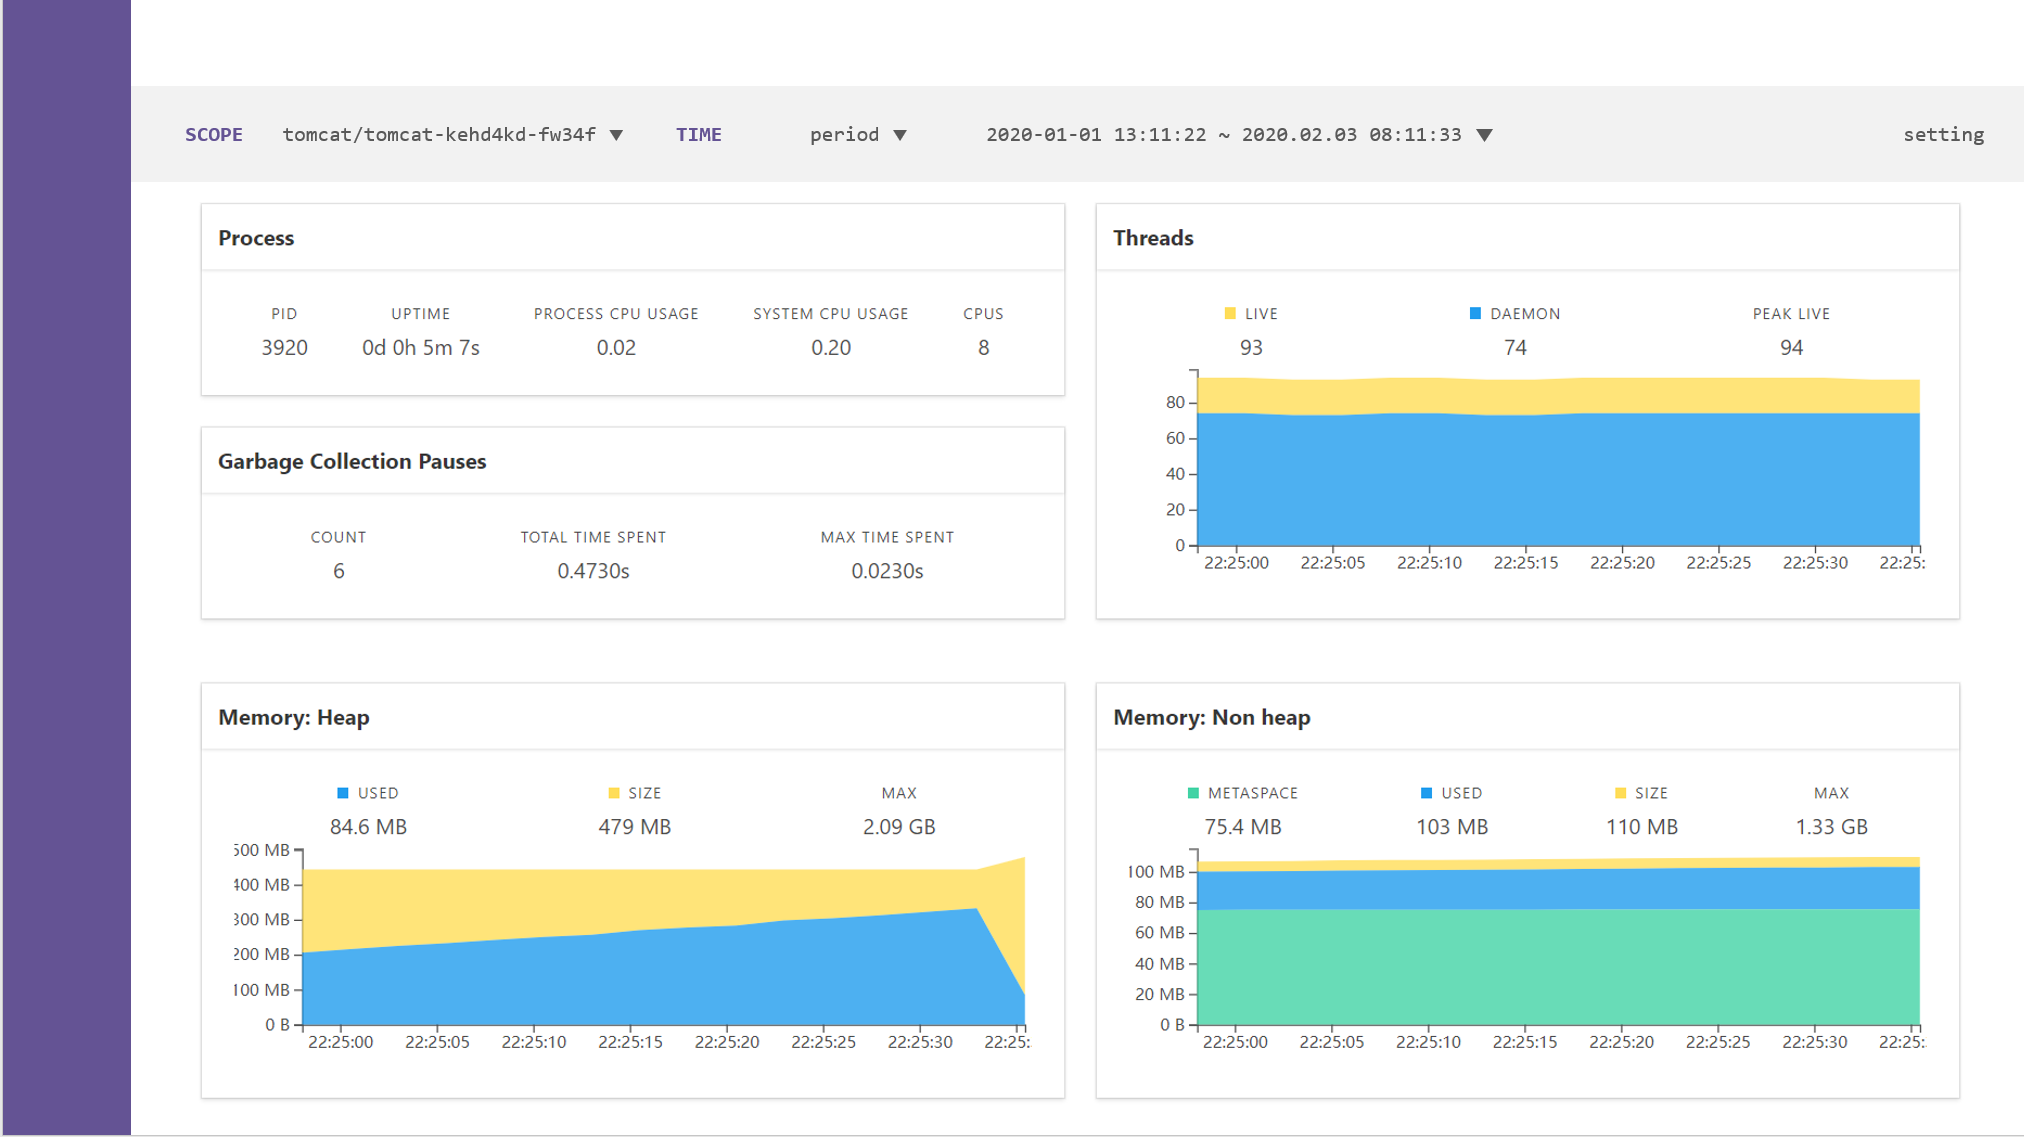 SCOPE tomcat/tomcat-kehd4kd-fw34f ▼ TIME period ▼ 2020-01-01 13:11:22 ~ 2020.02.03 08:11:33 ▼ setting
Process
PID UPTIME PROCESS CPU USAGE SYSTEM CPU USAGE CPUS
3920 0d 0h 5m 7s 0.02 0.20 8
Garbage Collection Pauses
COUNT TOTAL TIME SPENT MAX TIME SPENT
6 0.4730s 0.0230s
Threads
LIVE DAEMON PEAK LIVE
93 74 94
80
60
40
20
0
22:25:00 22:25:05 22:25:10 22:25:15 22:25:20 22:25:25 22:25:30 22:25:
Memory: Heap
USED SIZE MAX
84.6 MB 479 MB 2.09 GB
500 MB
400 MB
300 MB
200 MB
100 MB
0 B
22:25:00 22:25:05 22:25:10 22:25:15 22:25:20 22:25:25 22:25:30 22:25:
Memory: Non heap
METASPACE USED SIZE MAX
75.4 MB 103 MB 110 MB 1.33 GB
100 MB
80 MB
60 MB
40 MB
20 MB
0 B
22:25:00 22:25:05 22:25:10 22:25:15 22:25:20 22:25:25 22:25:30 22:25: